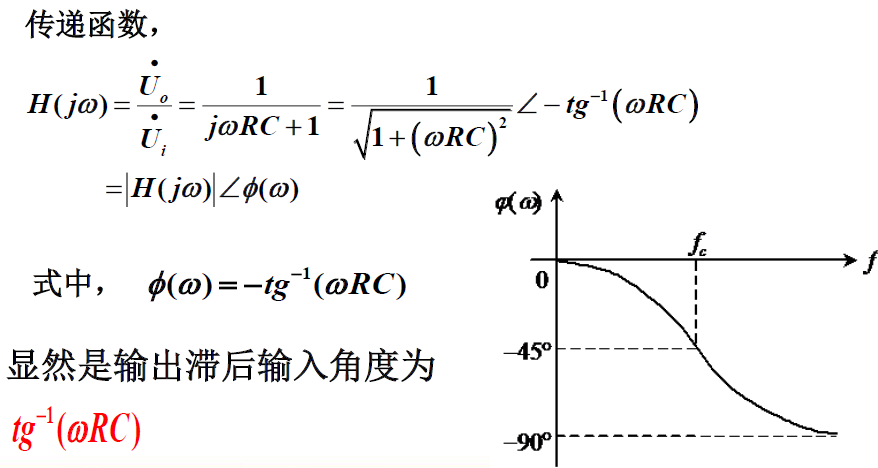 传递函数,
H(jω) = U̇o / U̇i = 1 / (jωRC + 1) = 1 / √(1 + (ωRC)²) ∠ − tg⁻¹(ωRC)
= |H(jω)| ∠ϕ(ω)
式中, ϕ(ω) = −tg⁻¹(ωRC)
显然是输出滞后输入角度为
tg⁻¹(ωRC)
φ(ω)
fc
f
0
−45°
−90°